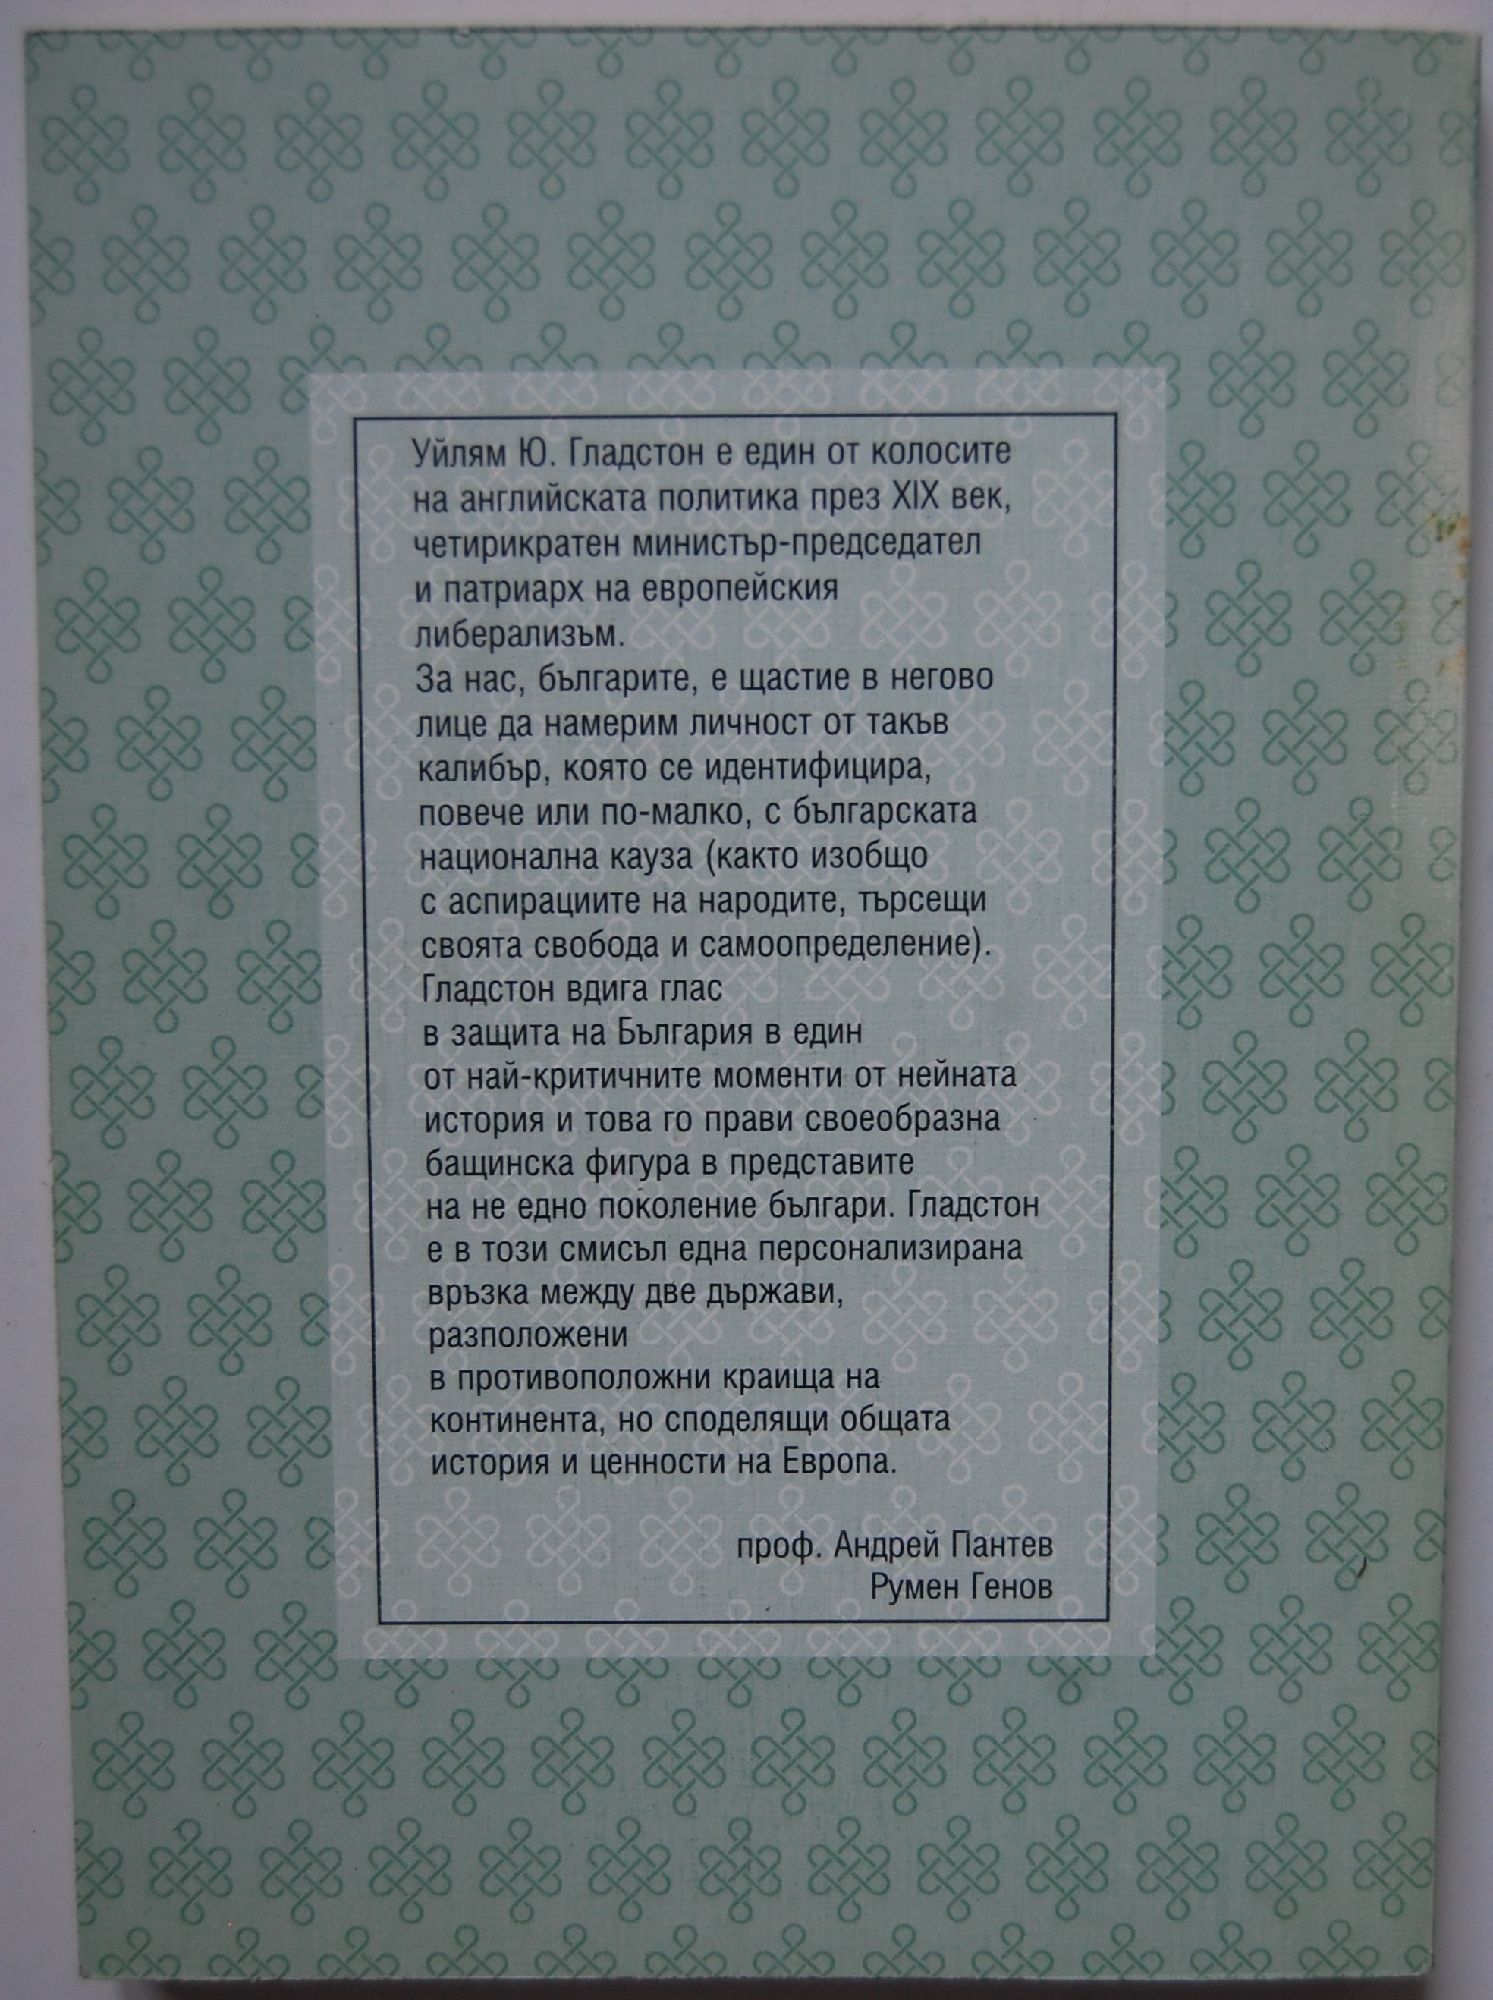 Уйлям Ю. Гладстон е един от колосите
на английската политика през XIX век,
четирикратен министър-председател
и патриарх на европейския
либерализъм.
За нас, българите, е щастие в негово
лице да намерим личност от такъв
калибър, която се идентифицира,
повече или по-малко, с българската
национална кауза (както изобщо
с аспирациите на народите, търсещи
своята свобода и самоопределение).
Гладстон вдига глас
в защита на България в един
от най-критичните моменти от нейната
история и това го прави своеобразна
бащинска фигура в представите
на не едно поколение българи. Гладстон
е в този смисъл една персонализирана
връзка между две държави,
разположени
в противоположни краища на
континента, но споделящи общата
история и ценности на Европа.
проф. Андрей Пантев
Румен Генов